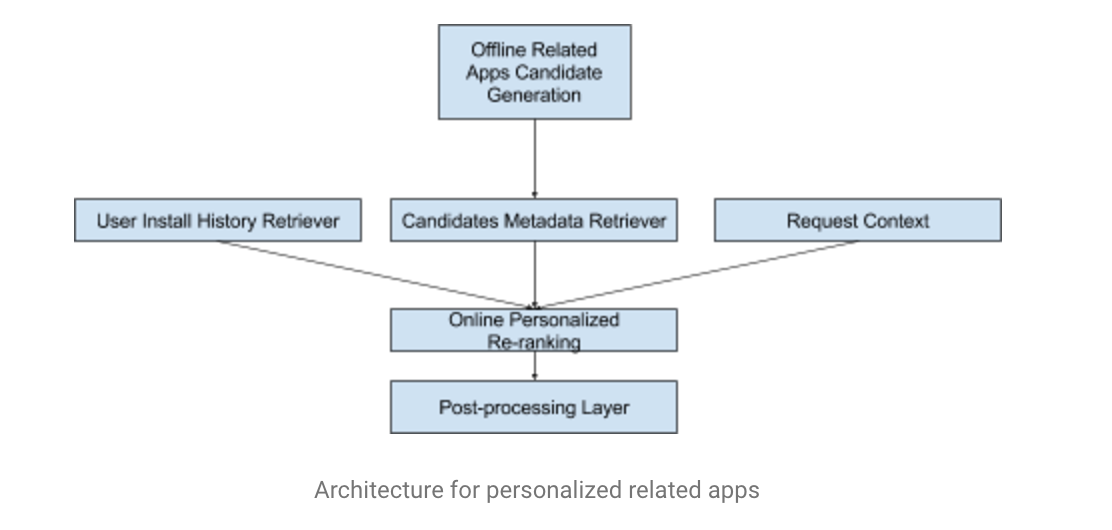 Offline Related
Apps Candidate
Generation
User Install History Retriever
Candidates Metadata Retriever
Request Context
Online Personalized
Re-ranking
Post-processing Layer
Architecture for personalized related apps